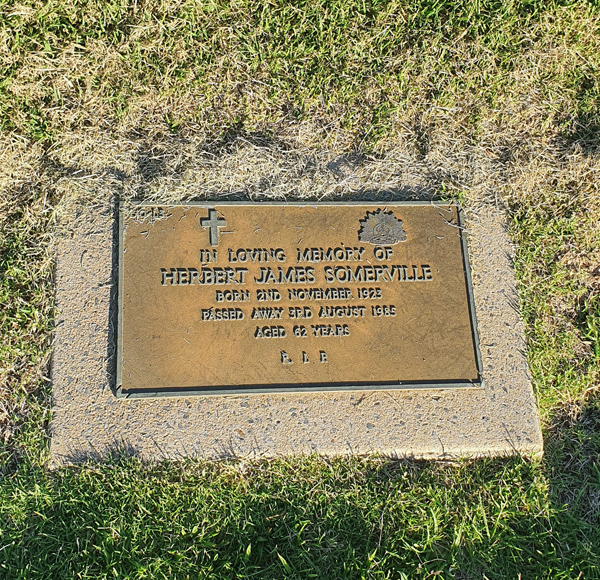 IN LOVING MEMORY OF
HERBERT JAMES SOMERVILLE
BORN 2ND NOVEMBER 1923
PASSED AWAY 3RD AUGUST 1985
AGED 62 YEARS
R. I. P.